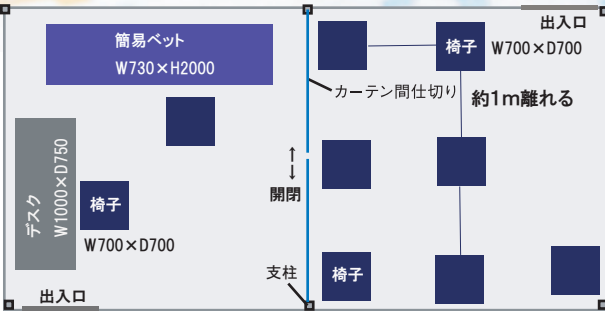 簡易ベット
W730×H2000
デスク
W1000×D750
椅子
W700×D700
出入口
カーテン間仕切り
↑
↓
開閉
支柱
出入口
椅子
W700×D700
約1m離れる
椅子